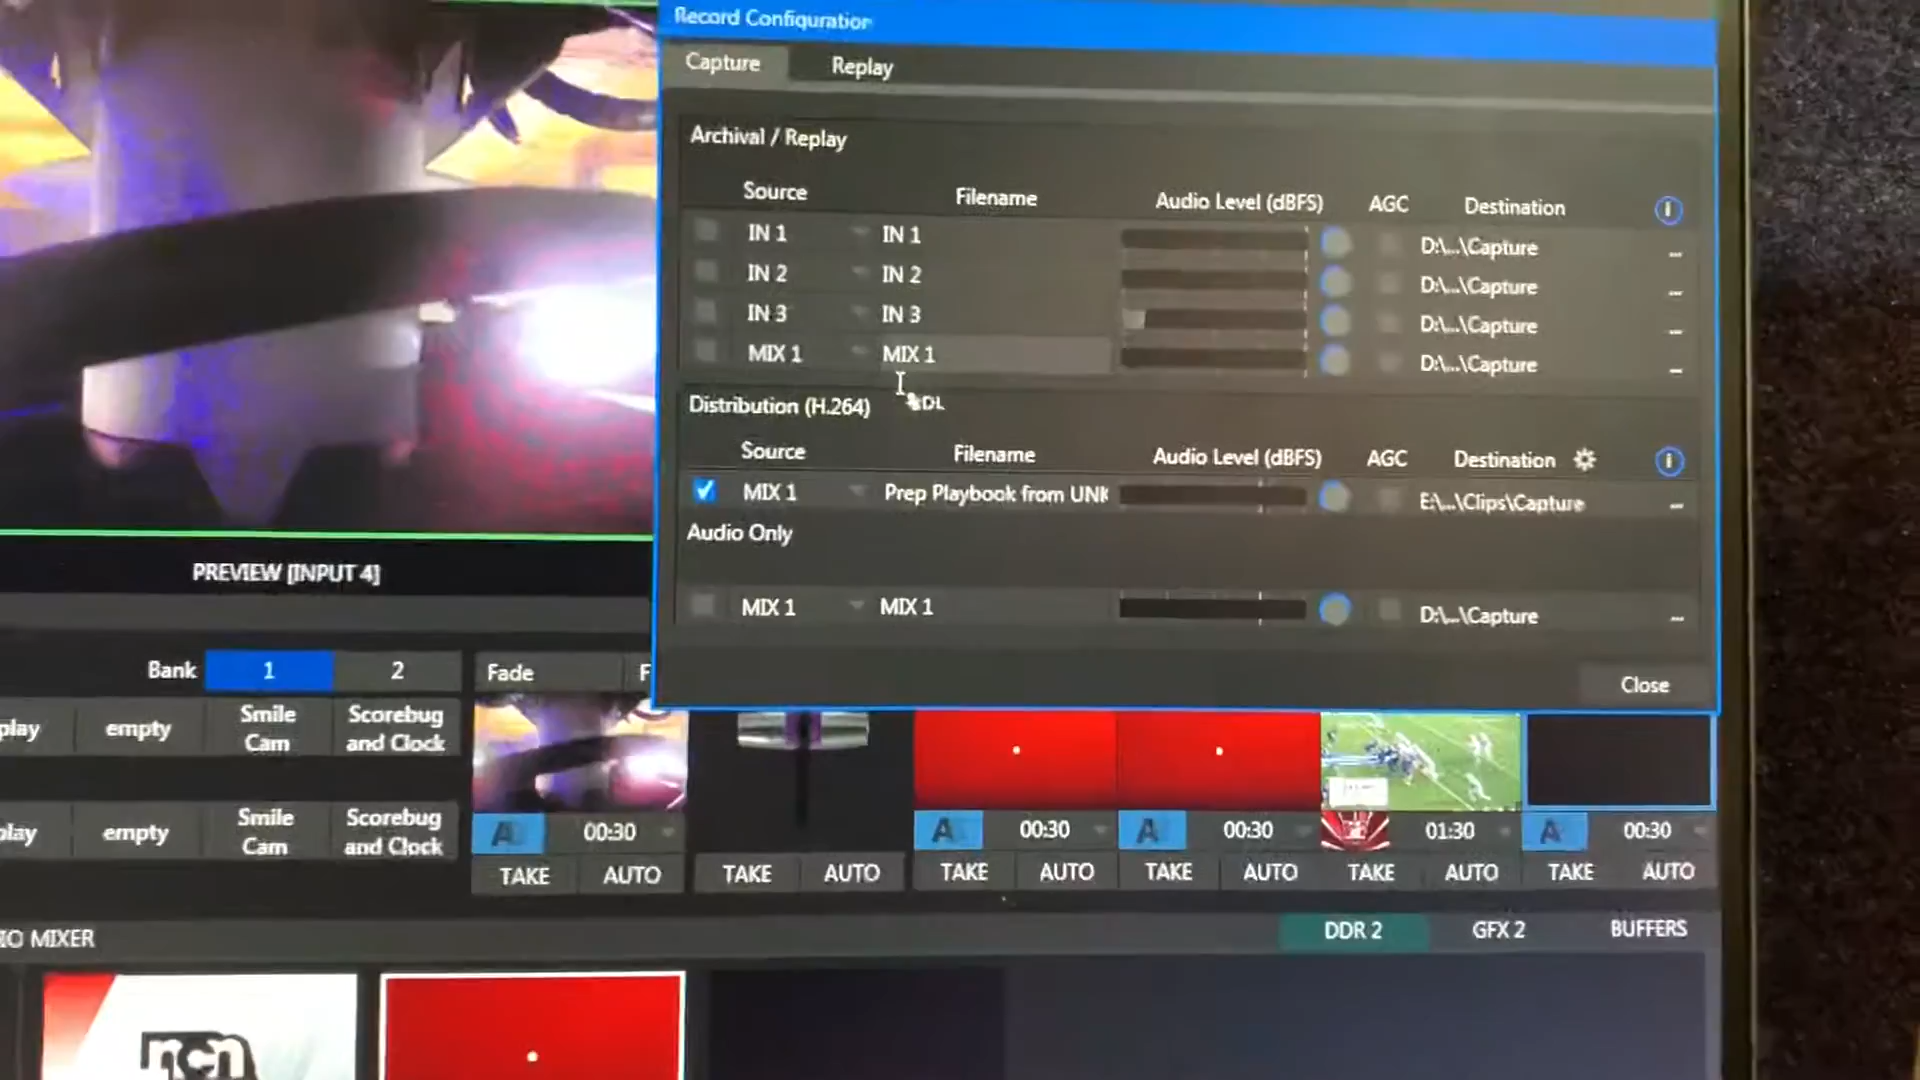 Record Configuration
Capture Replay
Archival / Replay
Source Filename Audio Level (dBFS) AGC Destination i
IN 1 IN 1 D:\...\Capture ...
IN 2 IN 2 D:\...\Capture ...
IN 3 IN 3 D:\...\Capture ...
MIX 1 MIX 1 D:\...\Capture ...
Distribution (H.264)
Source Filename Audio Level (dBFS) AGC Destination i
MIX 1 Prep Playbook from UNK E:\...\Clips\Capture ...
Audio Only
MIX 1 MIX 1 D:\...\Capture ...
Close
PREVIEW [INPUT 4]
Bank 1 2
Fade F
play empty Smile Cam Scorebug and Clock
play empty Smile Cam Scorebug and Clock
A 00:30 A 00:30 A 00:30 01:30 A 00:30
TAKE AUTO TAKE AUTO TAKE AUTO TAKE AUTO TAKE AUTO TAKE AUTO
IO MIXER
DDR 2 GFX 2 BUFFERS
ncn